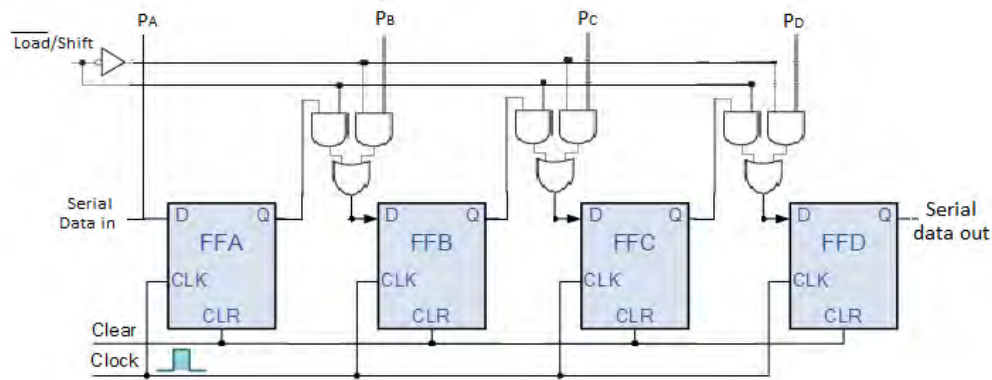 PA PB PC PD
Load/Shift
Serial Data in
D Q D Q D Q D Q
FFA FFB FFC FFD
Serial data out
CLK CLK CLK CLK
CLR CLR CLR CLR
Clear
Clock